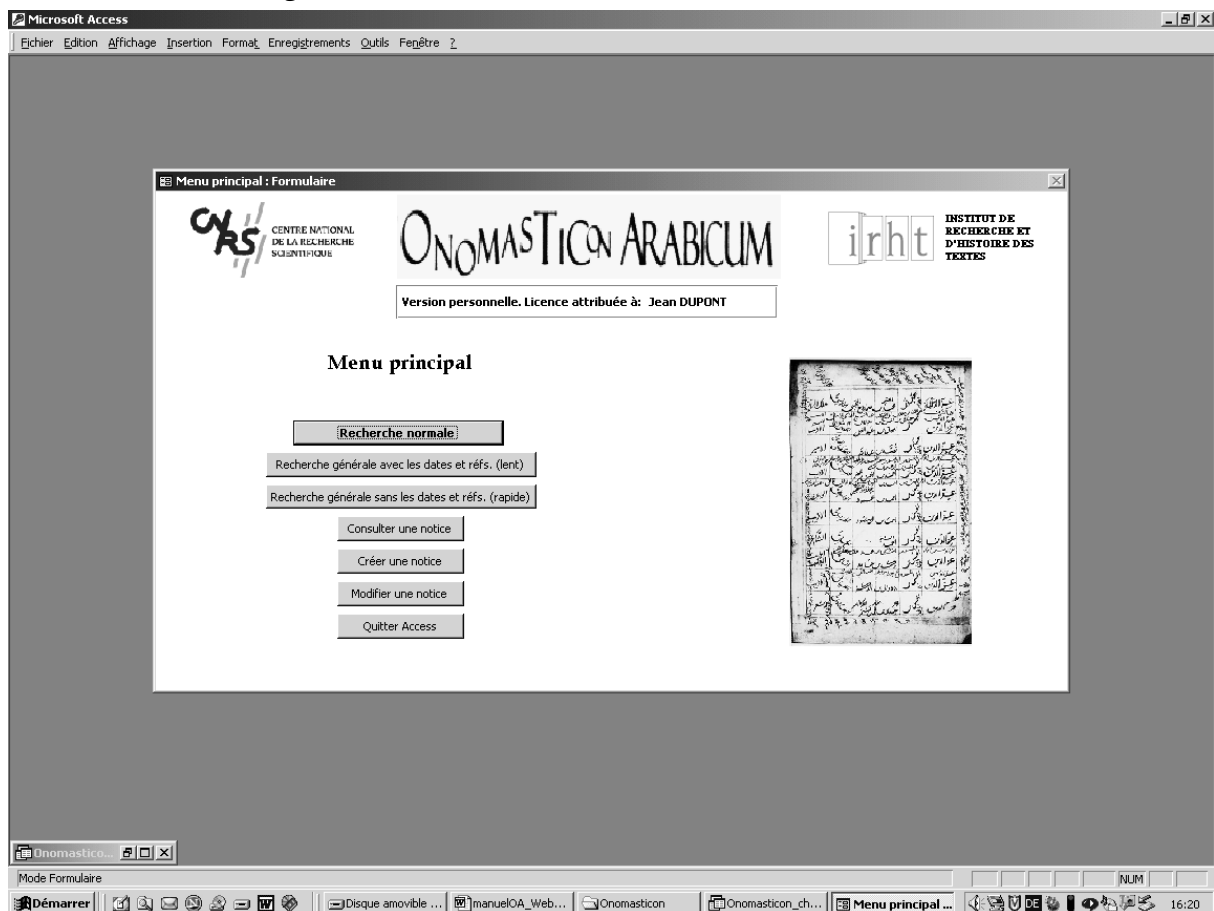 Microsoft Access
Fichier Edition Affichage Insertion Format Enregistrements Outils Fenêtre ?
Menu principal : Formulaire
CNRS
CENTRE NATIONAL
DE LA RECHERCHE
SCIENTIFIQUE
ONOMASTICON ARABICUM
irht
INSTITUT DE
RECHERCHE ET
D'HISTOIRE DES
TEXTES
Version personnelle. Licence attribuée à: Jean DUPONT
Menu principal
Recherche normale
Recherche générale avec les dates et réfs. (lent)
Recherche générale sans les dates et réfs. (rapide)
Consulter une notice
Créer une notice
Modifier une notice
Quitter Access
Onomastico...
Mode Formulaire
NUM
Démarrer
Disque amovible ...
manuelOA_Web...
Onomasticon
Onomasticon_ch...
Menu principal ...
DE
16:20